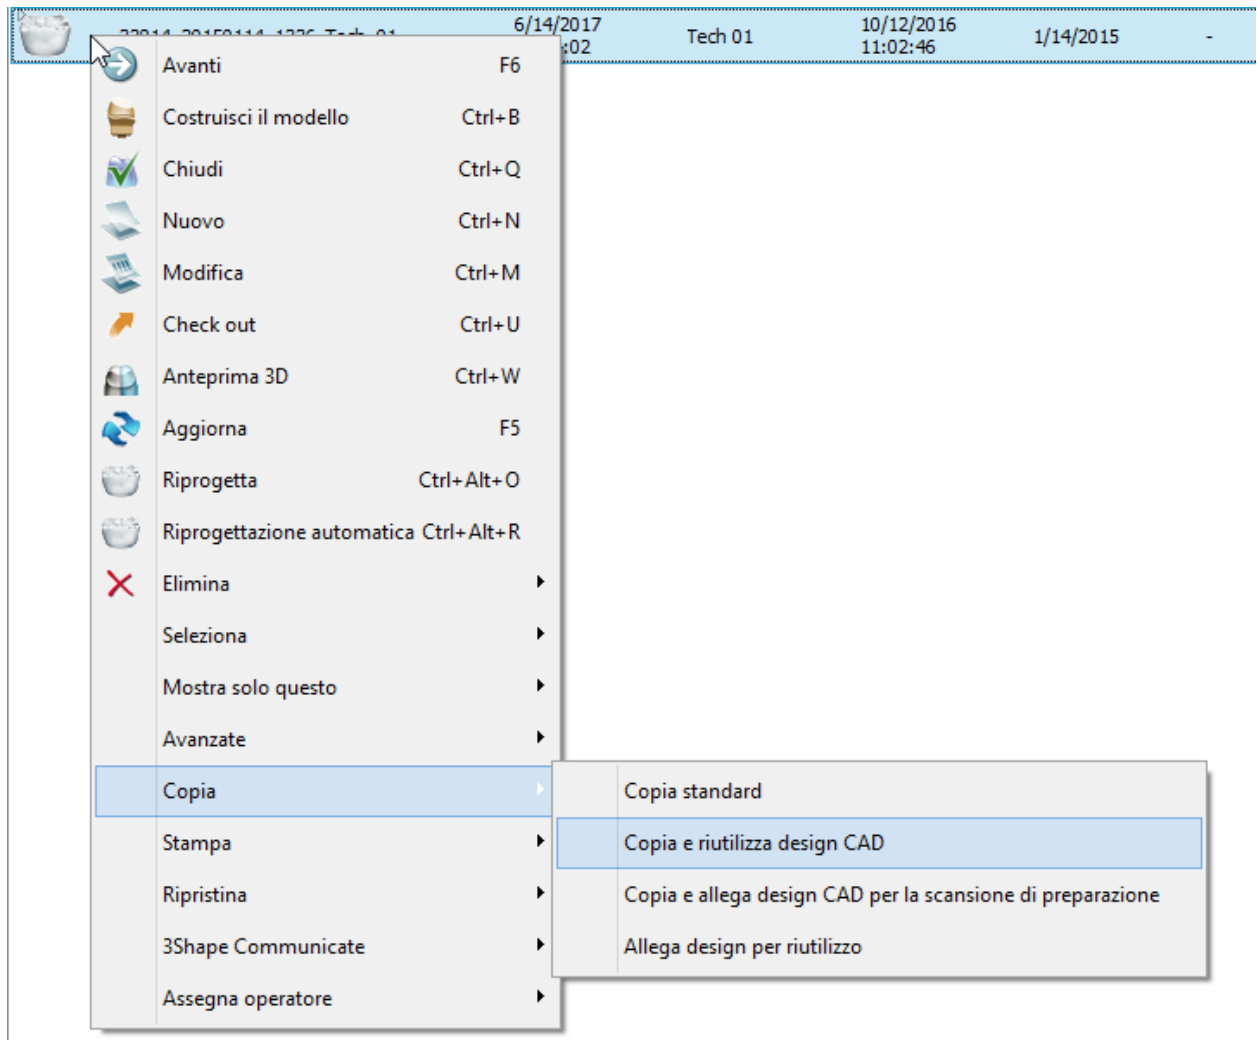 6/14/2017 10/12/2016
Tech 01 1/14/2015 -
:02 11:02:46
Avanti F6
Costruisci il modello Ctrl+B
Chiudi Ctrl+Q
Nuovo Ctrl+N
Modifica Ctrl+M
Check out Ctrl+U
Anteprima 3D Ctrl+W
Aggiorna F5
Riprogetta Ctrl+Alt+O
Riprogettazione automatica Ctrl+Alt+R
Elimina
Seleziona
Mostra solo questo
Avanzate
Copia Copia standard
Stampa Copia e riutilizza design CAD
Ripristina Copia e allega design CAD per la scansione di preparazione
3Shape Communicate Allega design per riutilizzo
Assegna operatore